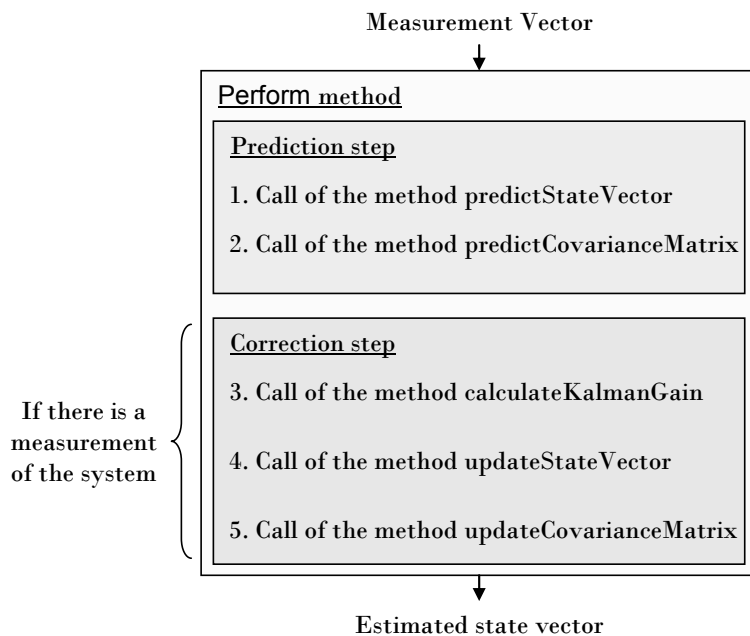 Measurement Vector
Perform method
Prediction step
1. Call of the method predictStateVector
2. Call of the method predictCovarianceMatrix
Correction step
3. Call of the method calculateKalmanGain
4. Call of the method updateStateVector
5. Call of the method updateCovarianceMatrix
If there is a
measurement
of the system
Estimated state vector